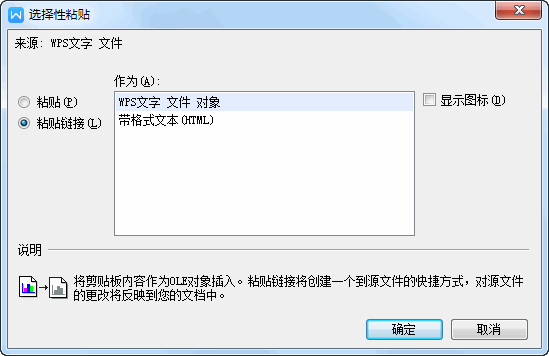 选择性粘贴
来源: WPS文字 文件
作为(A):
粘贴(P)
粘贴链接(L)
WPS文字 文件 对象
带格式文本(HTML)
显示图标(D)
说明
将剪贴板内容作为OLE对象插入。粘贴链接将创建一个到源文件的快捷方式，对源文件
的更改将反映到您的文档中。
确定
取消